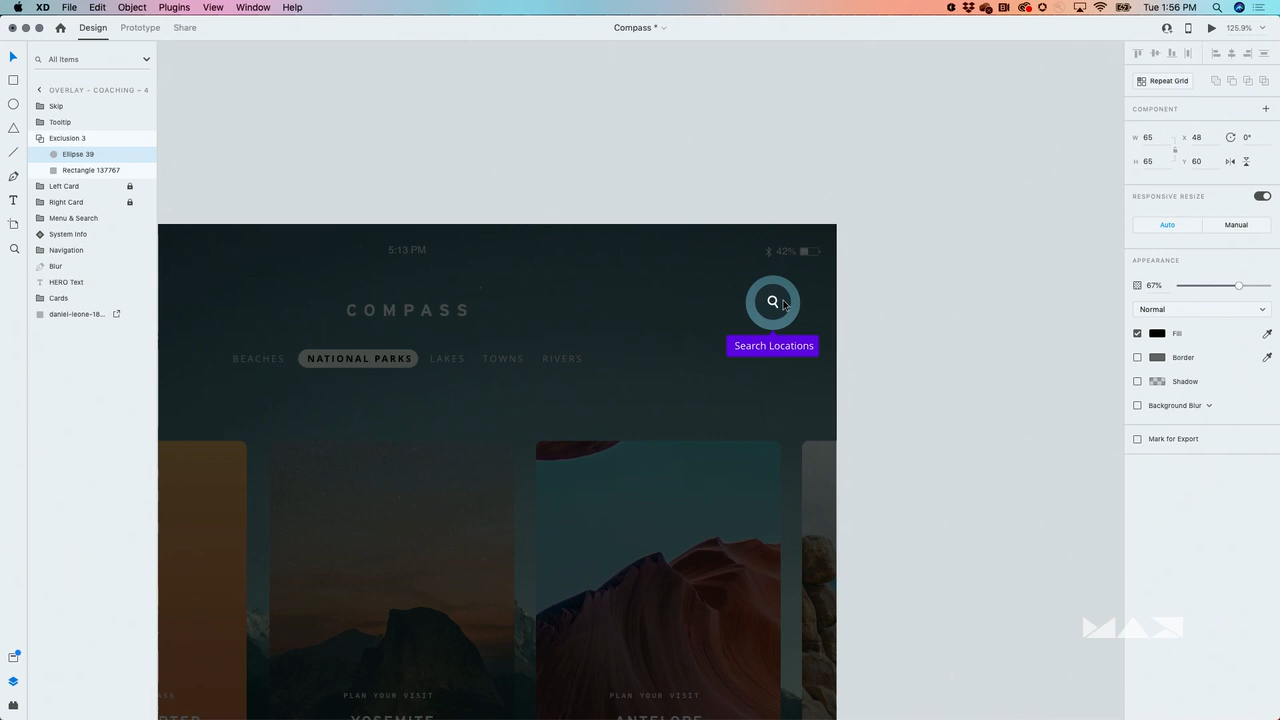 XD File Edit Object Plugins View Window Help
Tue 1:56 PM
Design Prototype Share
Compass *
125.9%
All Items
OVERLAY - COACHING – 4
Skip
Tooltip
Exclusion 3
Ellipse 39
Rectangle 137767
Left Card
Right Card
Menu & Search
System Info
Navigation
Blur
HERO Text
Cards
daniel-leone-18...
5:13 PM
42%
COMPASS
Search Locations
BEACHES NATIONAL PARKS LAKES TOWNS RIVERS
PLAN YOUR VISIT
YOSEMITE
PLAN YOUR VISIT
ANTELOPE
Repeat Grid
COMPONENT
W 65 X 48 0°
H 65 Y 60
RESPONSIVE RESIZE
Auto Manual
APPEARANCE
67%
Normal
Fill
Border
Shadow
Background Blur
Mark for Export
MAX